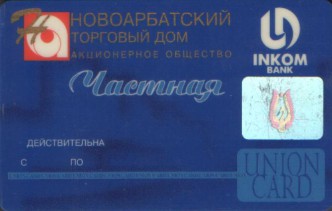 НОВОАРБАТСКИЙ
ТОРГОВЫЙ ДОМ
АКЦИОНЕРНОЕ ОБЩЕСТВО
INKOM
BANK
Частная
ДЕЙСТВИТЕЛЬНА
С ПО
UNION
CARD